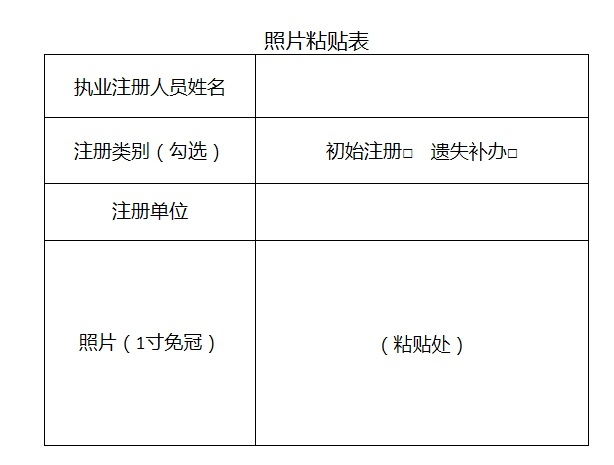 照片粘贴表
执业注册人员姓名
注册类别（勾选） 初始注册□ 遗失补办□
注册单位
照片（1寸免冠） （粘贴处）